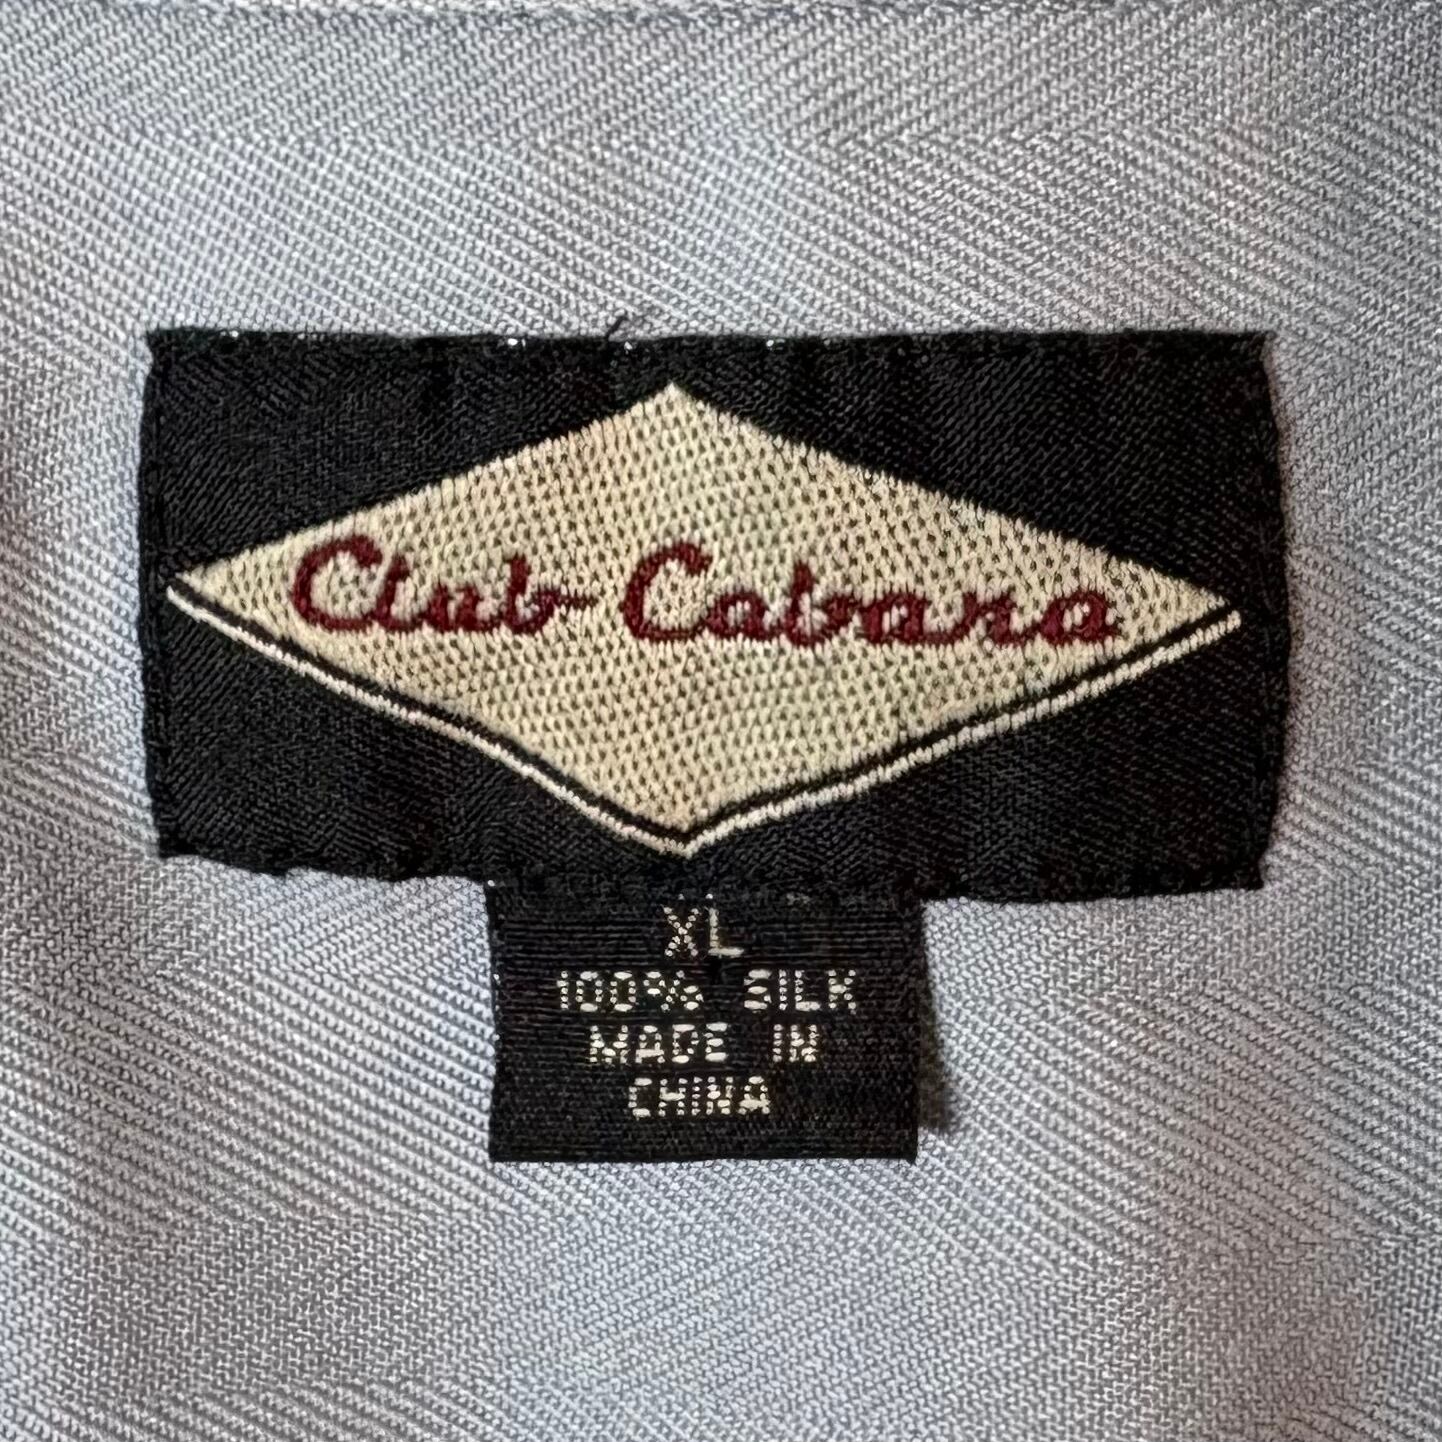 Club Cabana
XL
100% SILK
MADE IN
CHINA